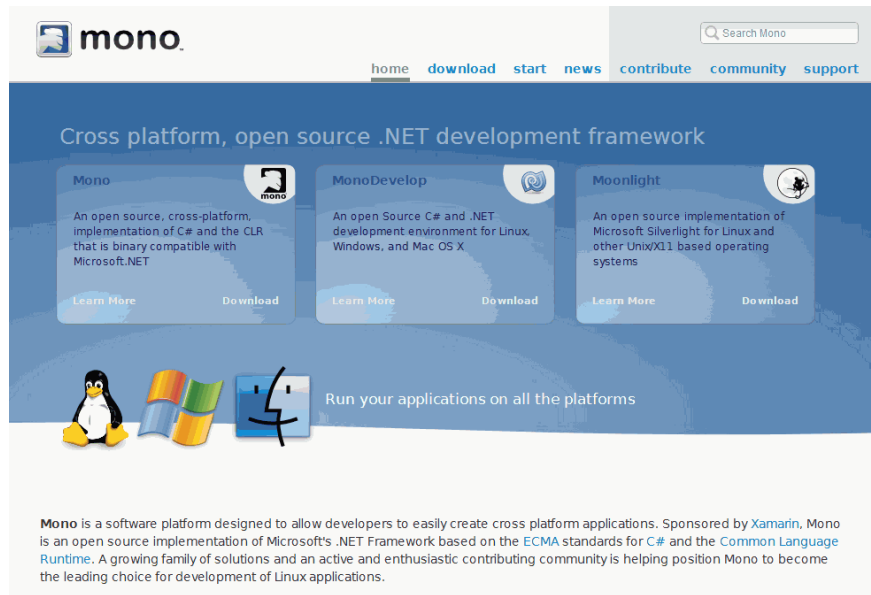 mono
Search Mono
home download start news contribute community support
Cross platform, open source .NET development framework
Mono
mono
An open source, cross-platform,
implementation of C# and the CLR
that is binary compatible with
Microsoft.NET
Learn More Download
MonoDevelop
An open Source C# and .NET
development environment for Linux,
Windows, and Mac OS X
Learn More Download
Moonlight
An open source implementation of
Microsoft Silverlight for Linux and
other Unix/X11 based operating
systems
Learn More Download
Run your applications on all the platforms
Mono is a software platform designed to allow developers to easily create cross platform applications. Sponsored by Xamarin, Mono
is an open source implementation of Microsoft's .NET Framework based on the ECMA standards for C# and the Common Language
Runtime. A growing family of solutions and an active and enthusiastic contributing community is helping position Mono to become
the leading choice for development of Linux applications.